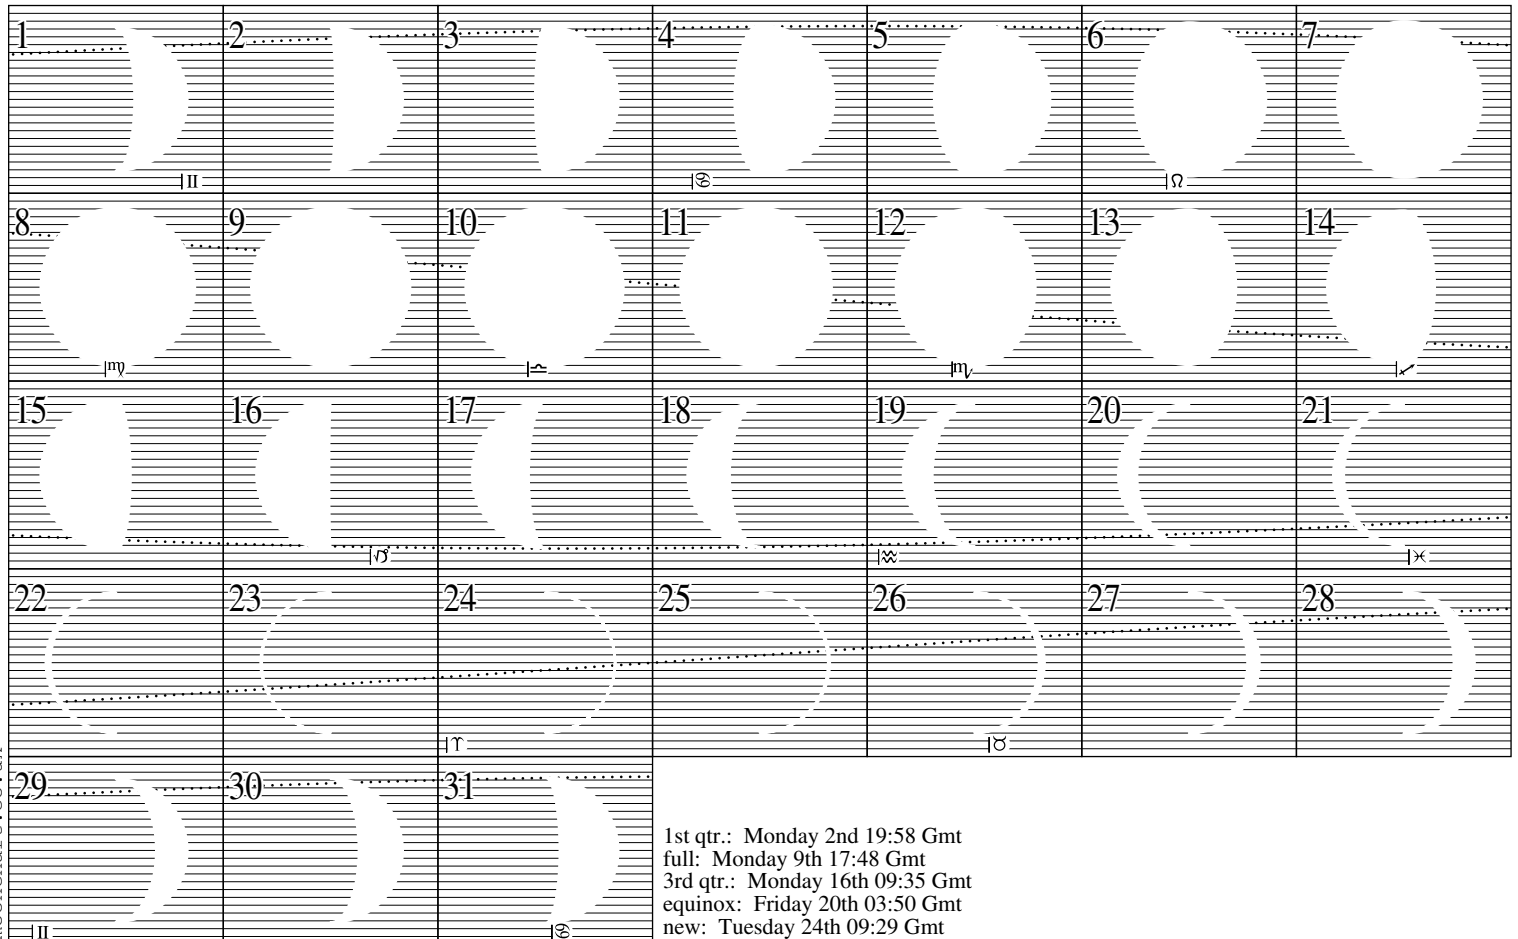 1 2 3 4 5 6 7
♊ ♋ ♌
8 9 10 11 12 13 14
♍ ♎ ♏ ♐
15 16 17 18 19 20 21
♑ ♒ ♓
22 23 24 25 26 27 28
♈ ♉
29 30 31
♊ ♋
1st qtr.: Monday 2nd 19:58 Gmt
full: Monday 9th 17:48 Gmt
3rd qtr.: Monday 16th 09:35 Gmt
equinox: Friday 20th 03:50 Gmt
new: Tuesday 24th 09:29 Gmt